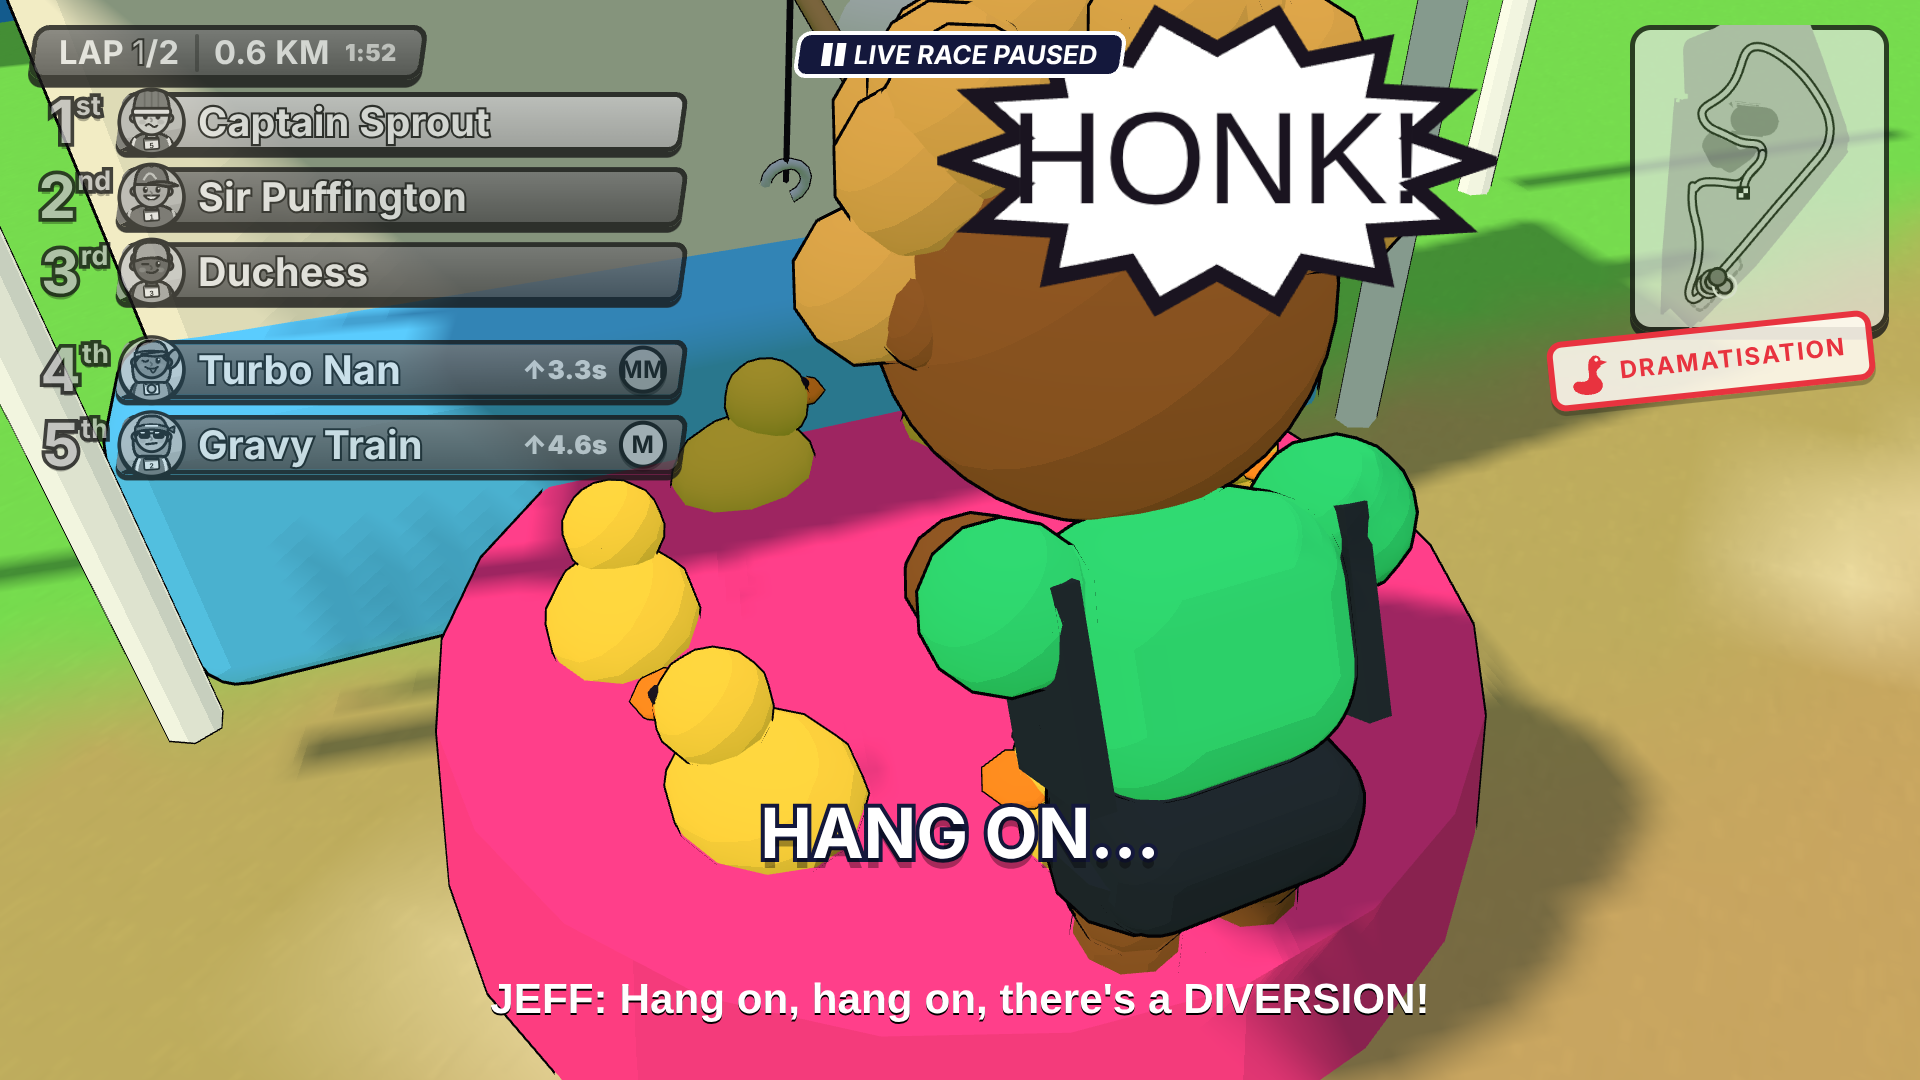 LAP 1/2 0.6 KM 1:52
LIVE RACE PAUSED
HONK!
1st Captain Sprout
2nd Sir Puffington
3rd Duchess
4th Turbo Nan ↑3.3s MM
5th Gravy Train ↑4.6s M
DRAMATISATION
HANG ON...
JEFF: Hang on, hang on, there's a DIVERSION!